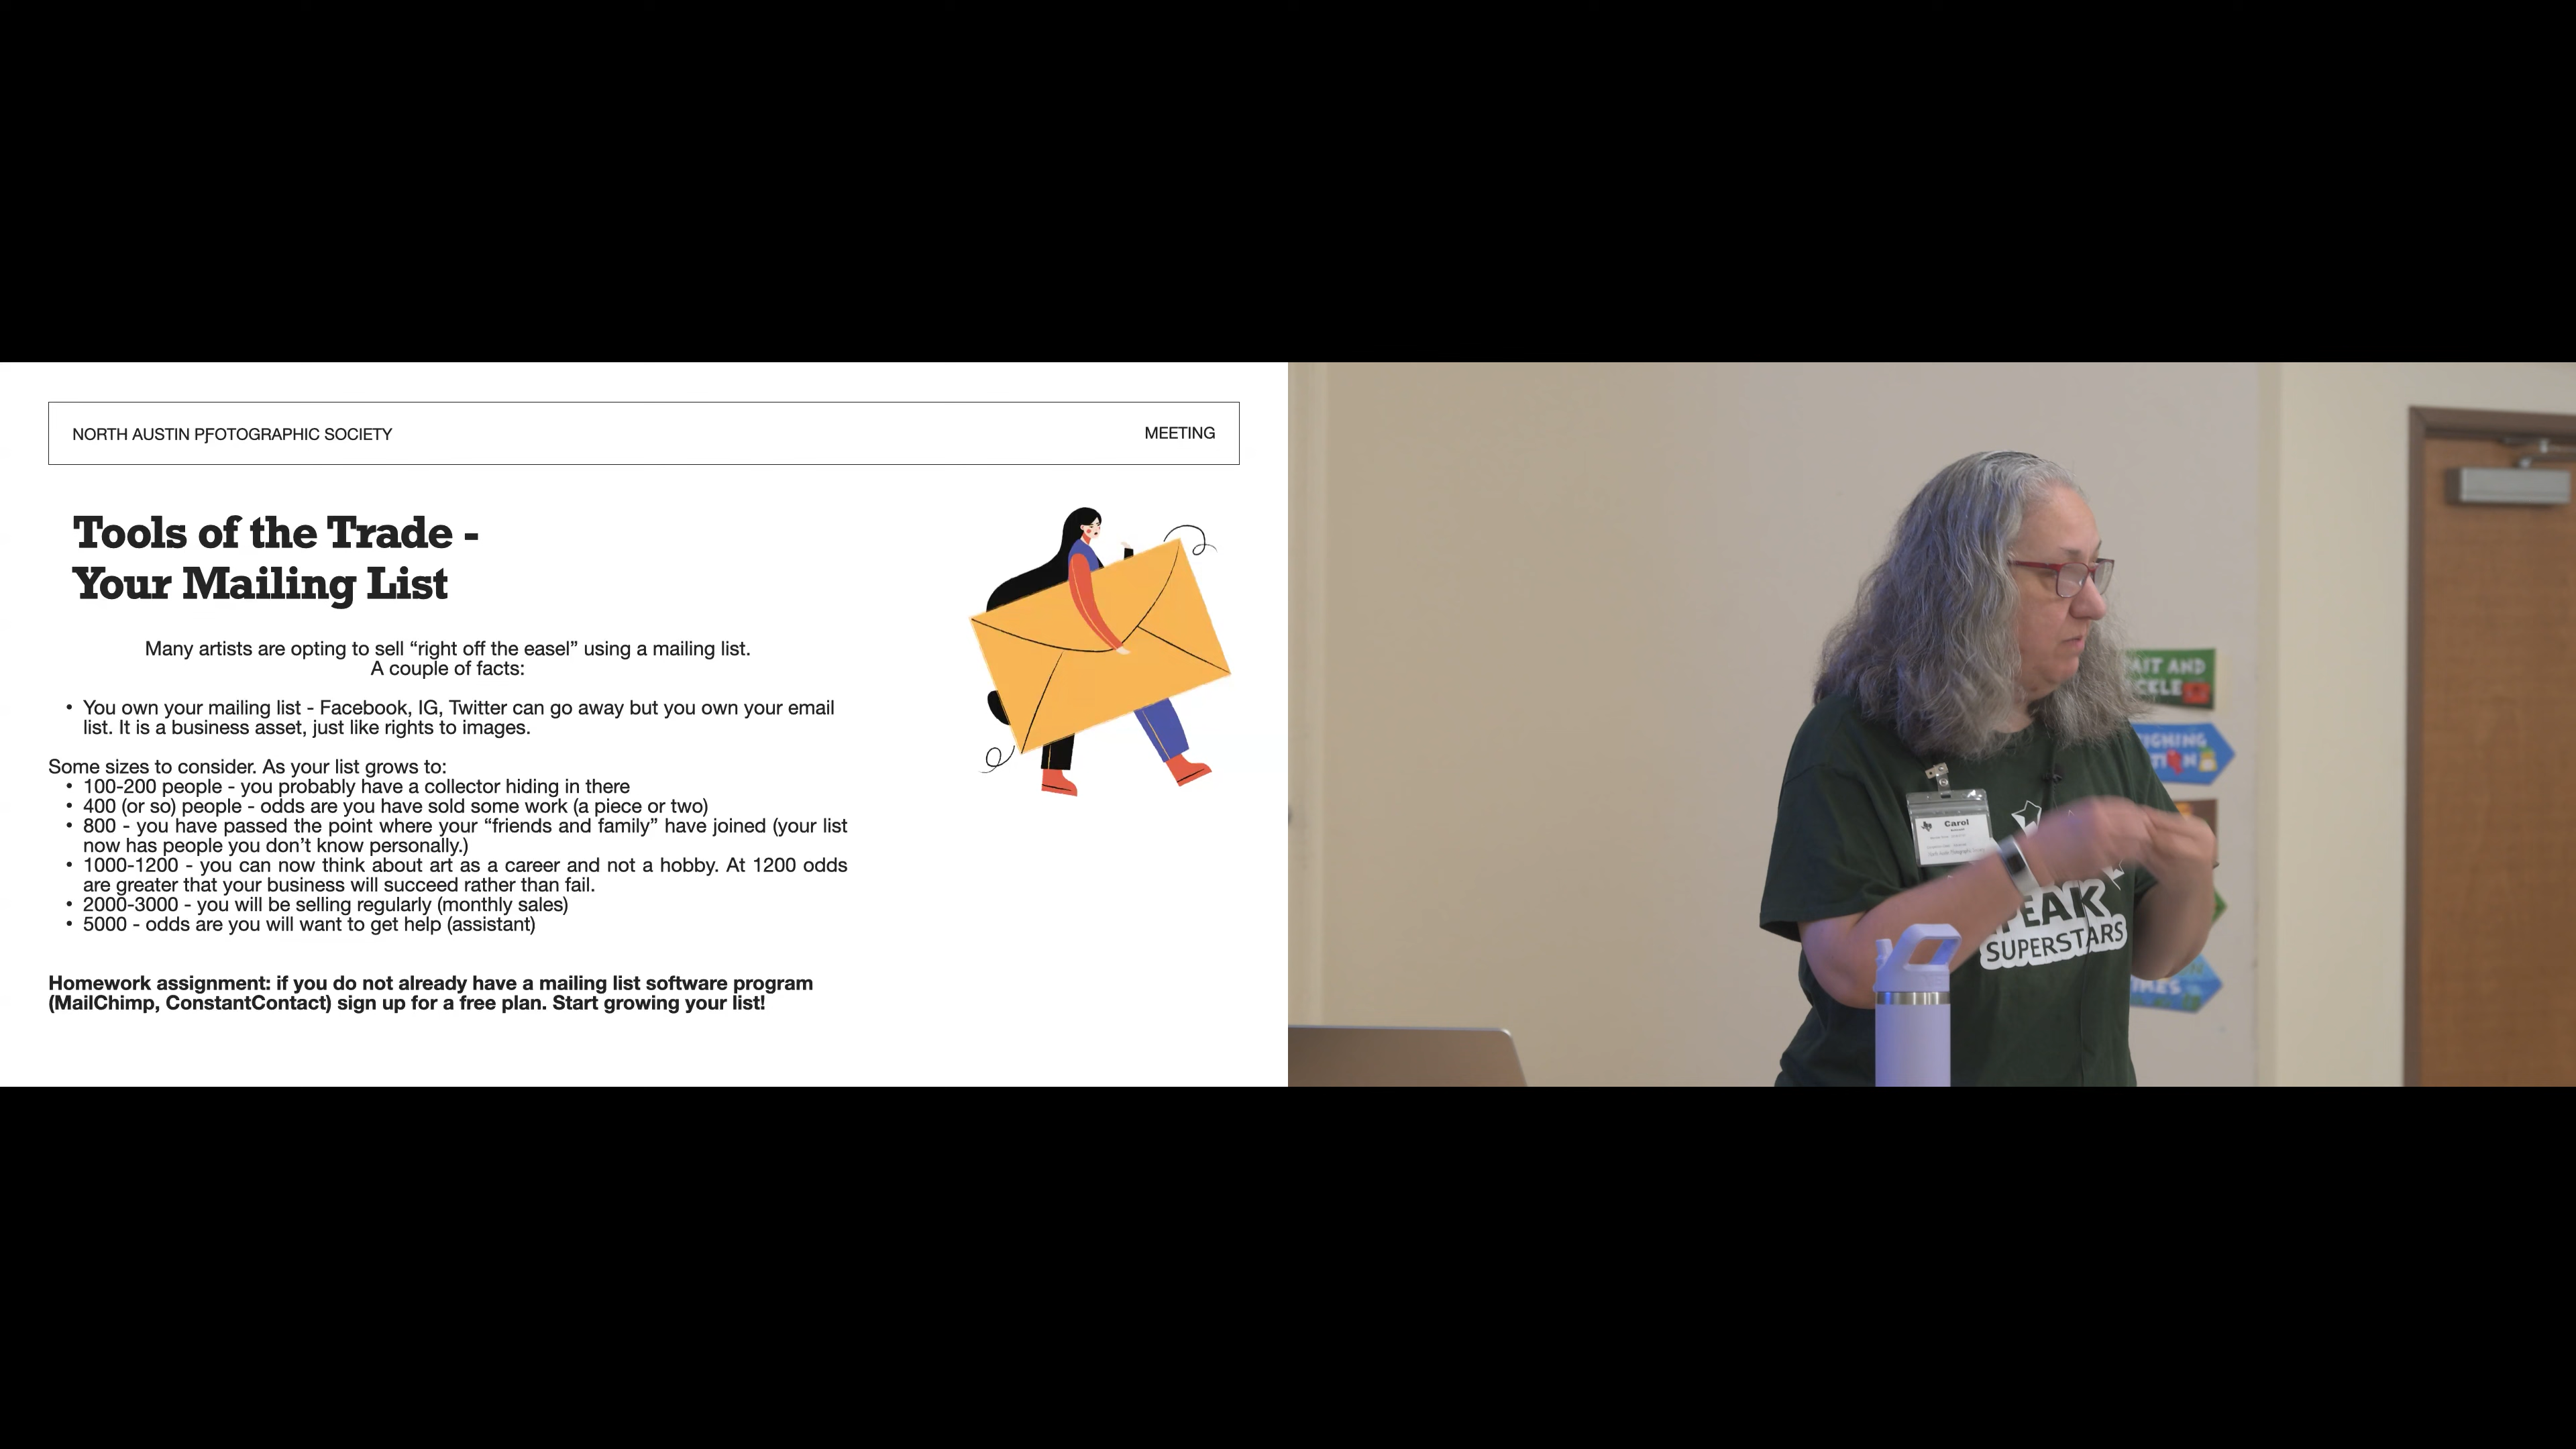 NORTH AUSTIN PFOTOGRAPHIC SOCIETY
MEETING
Tools of the Trade -
Your Mailing List
Many artists are opting to sell “right off the easel” using a mailing list.
A couple of facts:
• You own your mailing list - Facebook, IG, Twitter can go away but you own your email
list. It is a business asset, just like rights to images.
Some sizes to consider. As your list grows to:
• 100-200 people - you probably have a collector hiding in there
• 400 (or so) people - odds are you have sold some work (a piece or two)
• 800 - you have passed the point where your “friends and family” have joined (your list
now has people you don’t know personally.)
• 1000-1200 - you can now think about art as a career and not a hobby. At 1200 odds
are greater that your business will succeed rather than fail.
• 2000-3000 - you will be selling regularly (monthly sales)
• 5000 - odds are you will want to get help (assistant)
Homework assignment: if you do not already have a mailing list software program
(MailChimp, ConstantContact) sign up for a free plan. Start growing your list!
Carol
PEAK
SUPERSTARS
AND